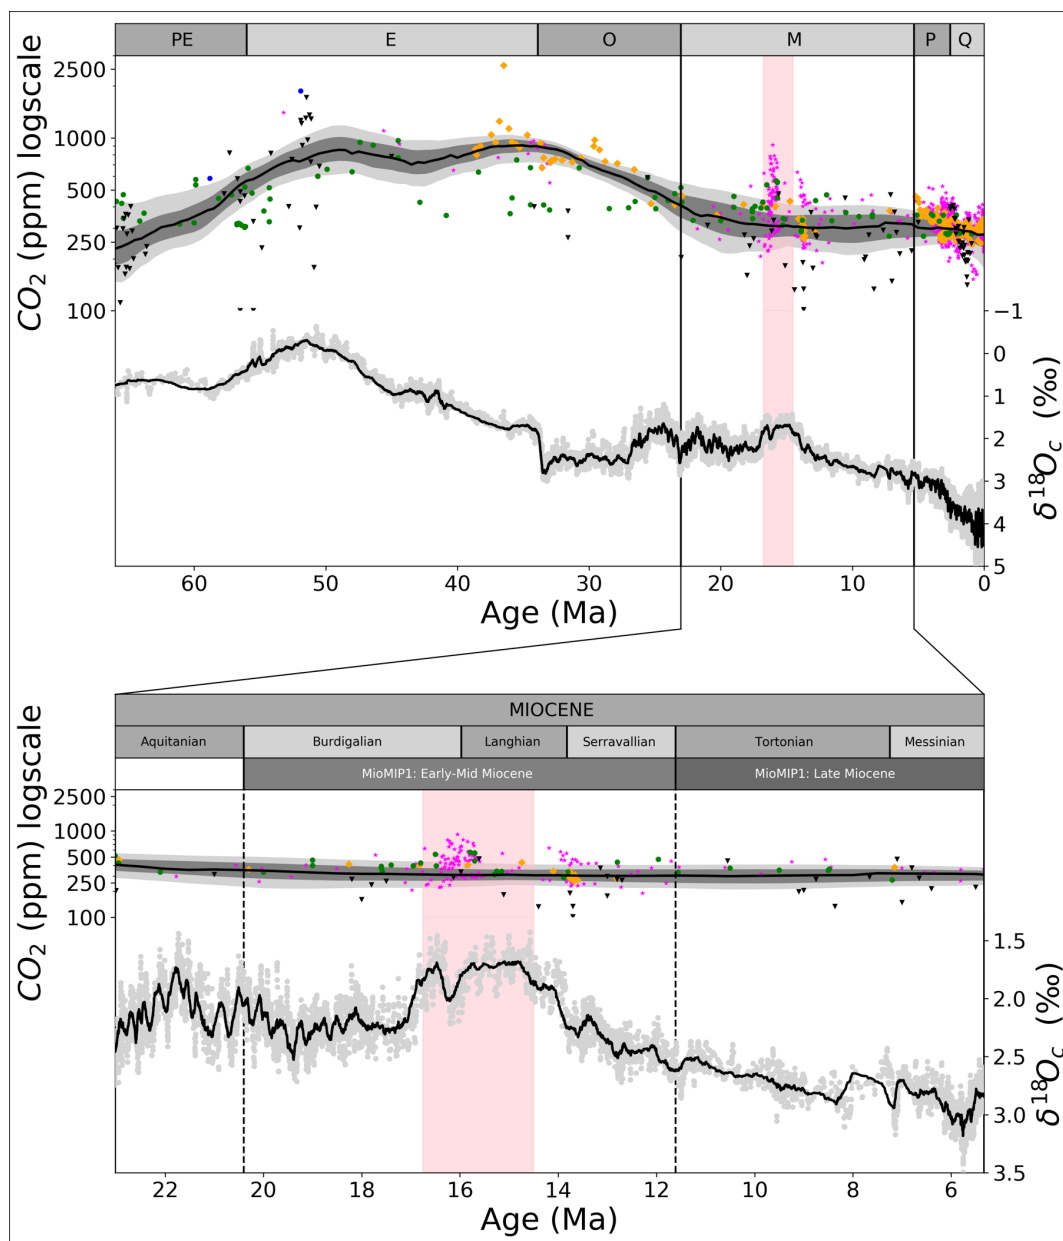 PE E O M P Q
CO2 (ppm) logscale
2500
1000
500
250
100
−1
0
1
2
3
4
5
δ18Oc (‰)
60 50 40 30 20 10 0
Age (Ma)
MIOCENE
Aquitanian Burdigalian Langhian Serravallian Tortonian Messinian
MioMIP1: Early-Mid Miocene MioMIP1: Late Miocene
CO2 (ppm) logscale
2500
1000
500
250
100
1.5
2.0
2.5
3.0
3.5
δ18Oc (‰)
22 20 18 16 14 12 10 8 6
Age (Ma)